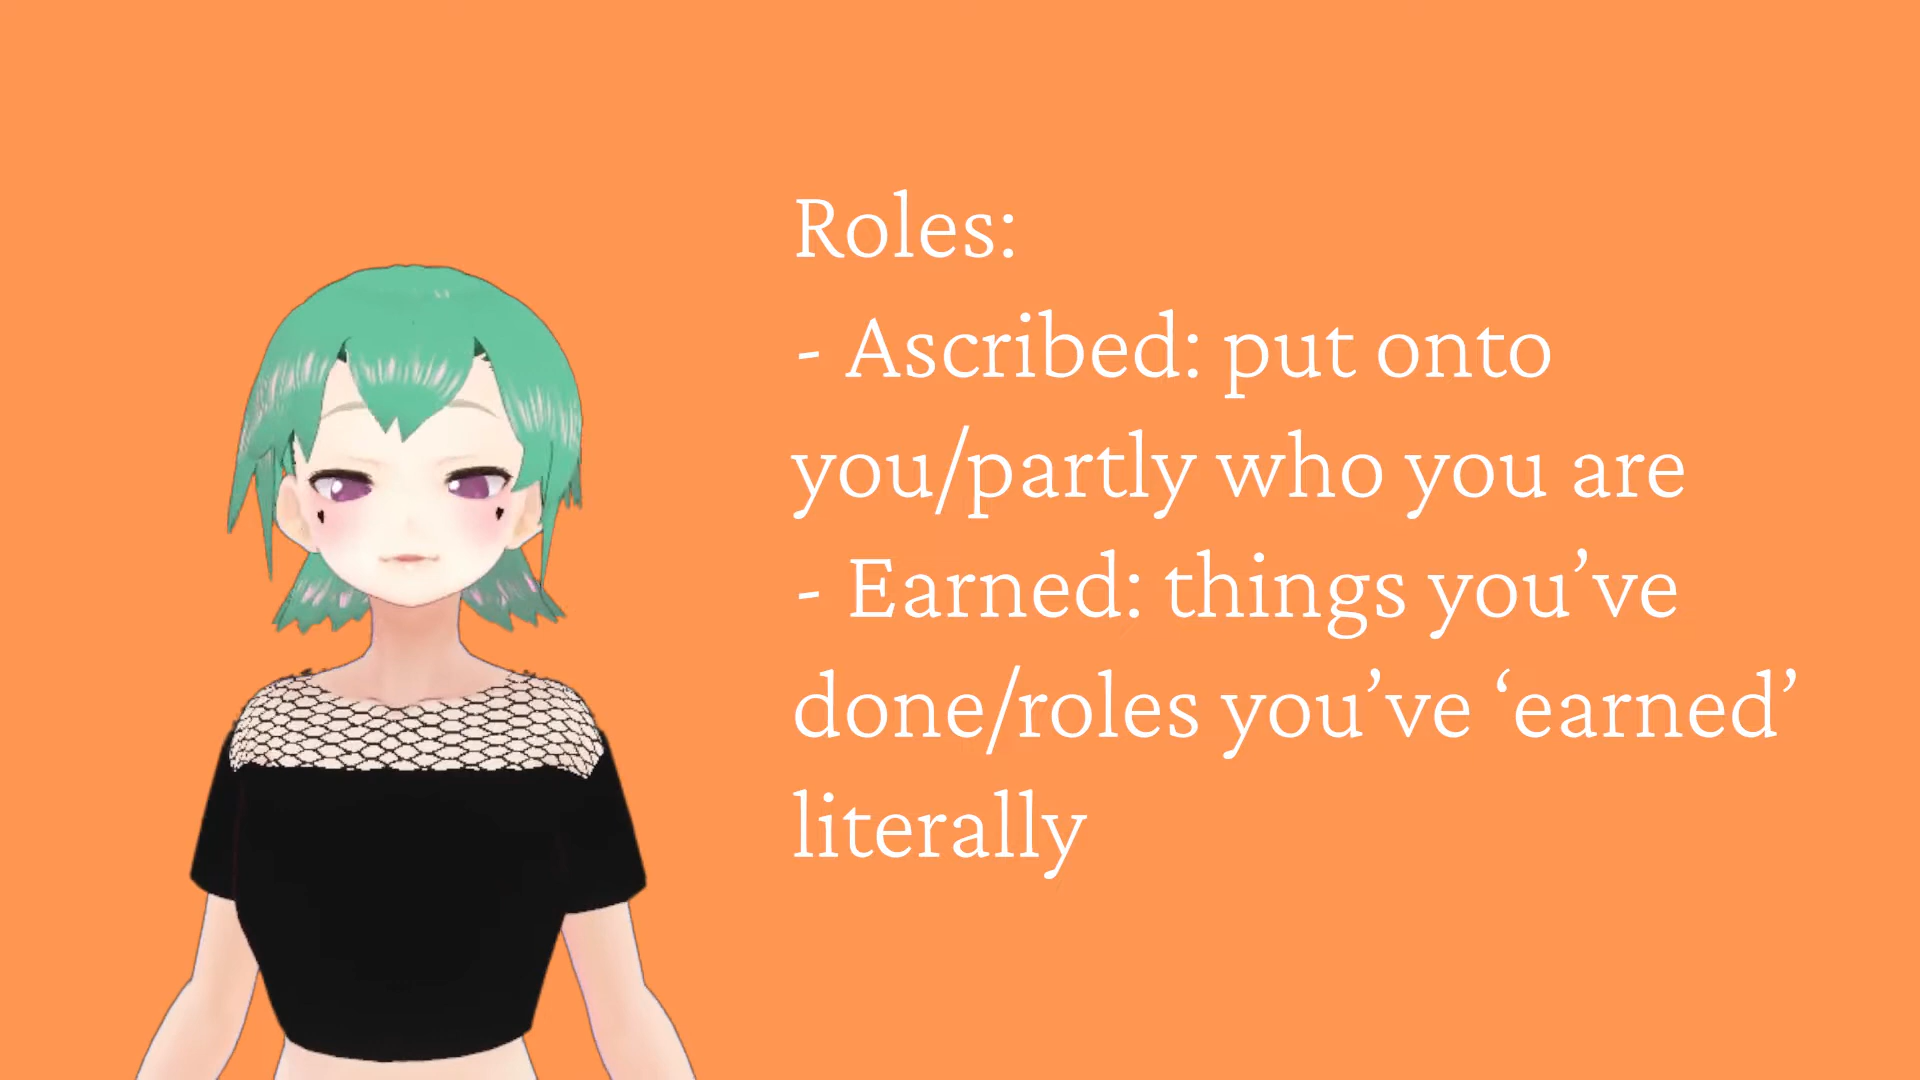 Roles:
- Ascribed: put onto
you/partly who you are
- Earned: things you’ve
done/roles you’ve ‘earned’
literally